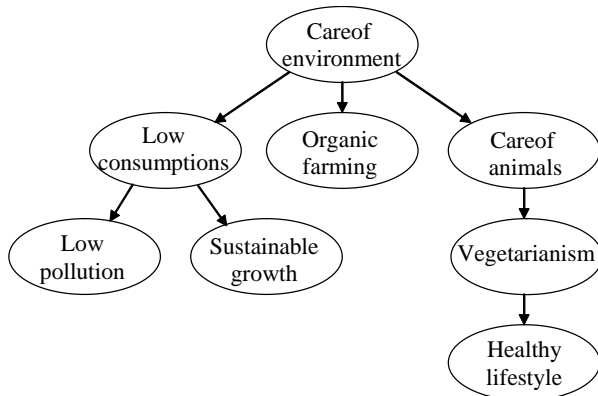 Careof
environment
Low
consumptions
Organic
farming
Careof
animals
Low
pollution
Sustainable
growth
Vegetarianism
Healthy
lifestyle